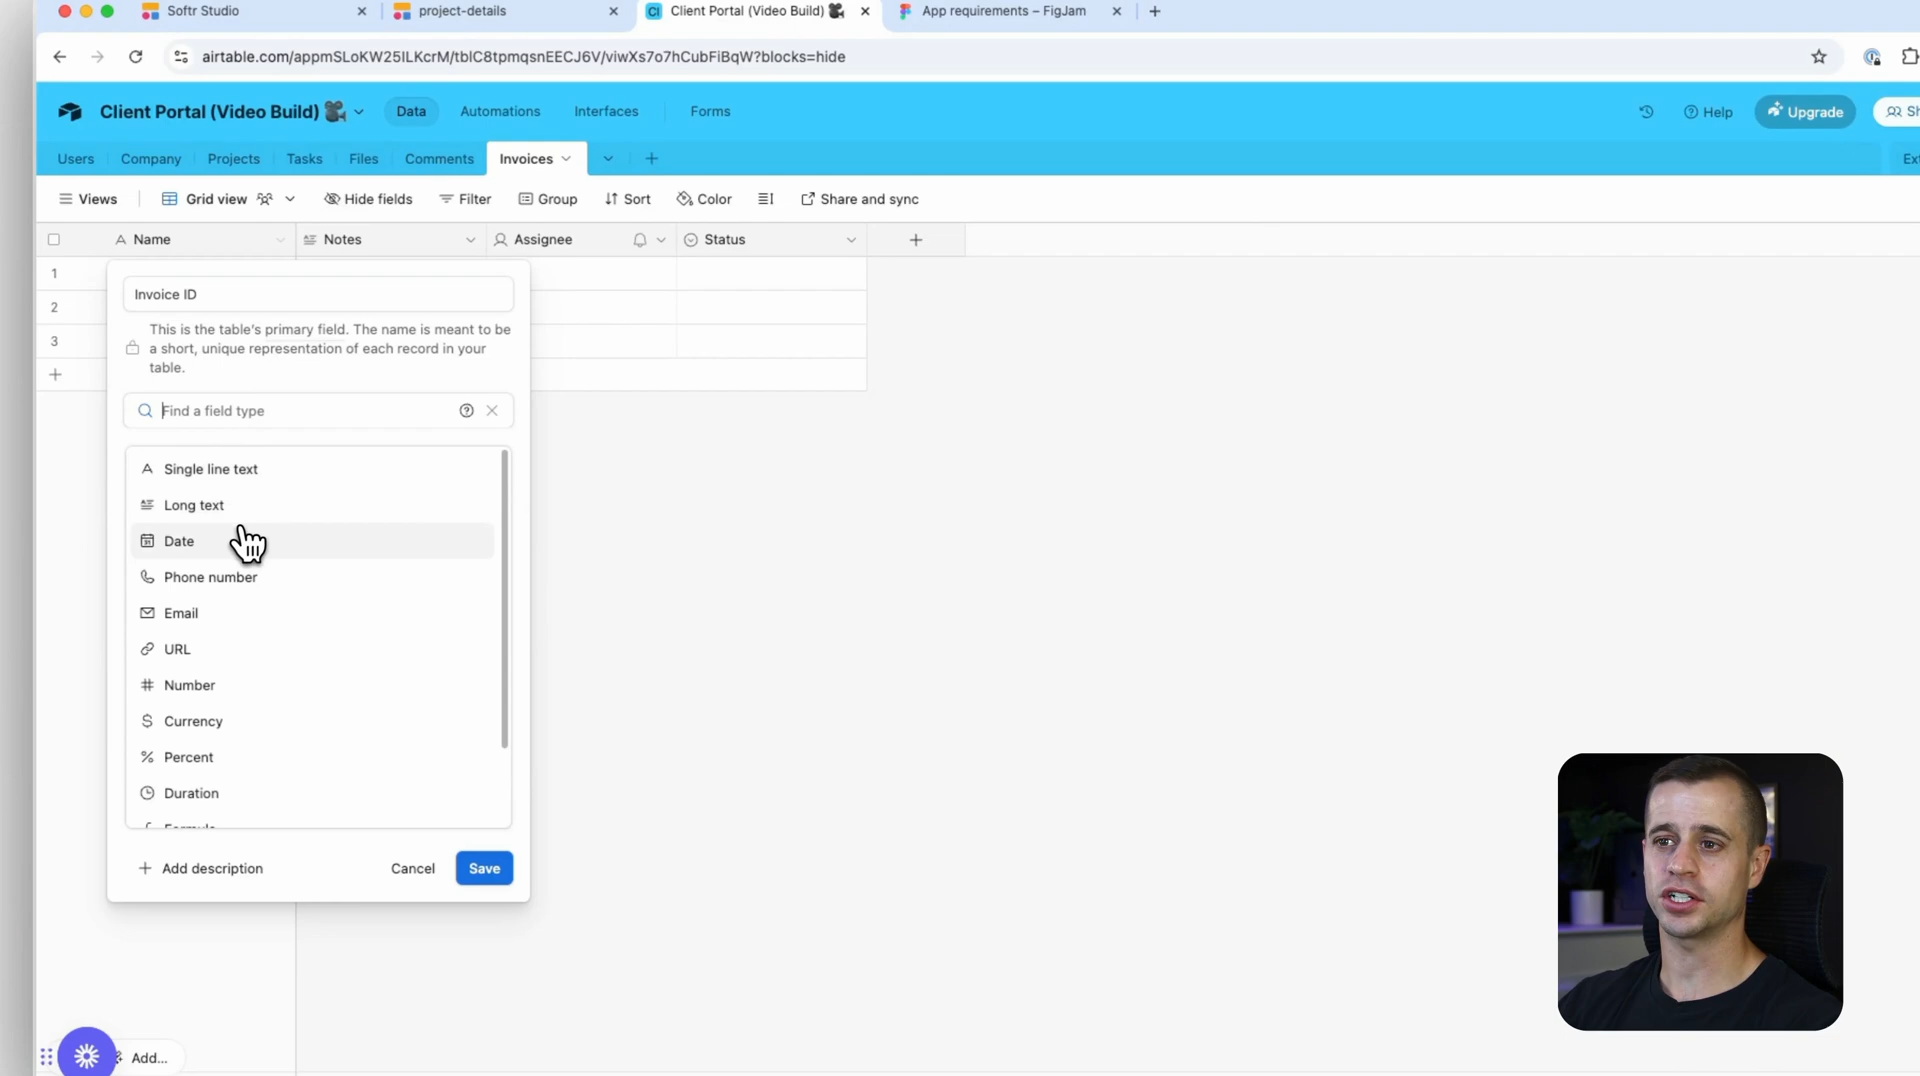 Softr Studio
project-details
Client Portal (Video Build)
App requirements – FigJam
airtable.com/appmSLoKW25ILKcrM/tblC8tpmqsnEECJ6V/viwXs7o7hCubFiBqW?blocks=hide
Client Portal (Video Build)
Data
Automations
Interfaces
Forms
Help
Upgrade
Sh
Users
Company
Projects
Tasks
Files
Comments
Invoices
Ext
Views
Grid view
Hide fields
Filter
Group
Sort
Color
Share and sync
Name
Notes
Assignee
Status
1
2
3
Invoice ID
This is the table's primary field. The name is meant to be
a short, unique representation of each record in your
table.
Find a field type
Single line text
Long text
Date
Phone number
Email
URL
Number
Currency
Percent
Duration
Formula
Add description
Cancel
Save
Add...